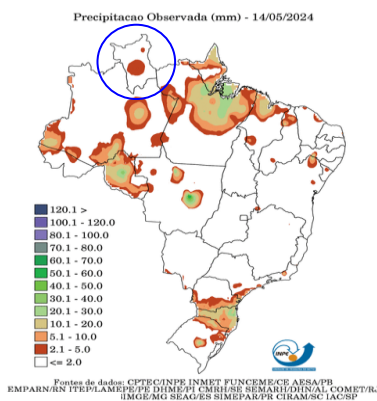 Precipitacao Observada (mm) - 14/05/2024
120.1 >
100.1 - 120.0
80.1 - 100.0
70.1 - 80.0
60.1 - 70.0
50.1 - 60.0
40.1 - 50.0
30.1 - 40.0
20.1 - 30.0
10.1 - 20.0
5.1 - 10.0
2.1 - 5.0
<= 2.0
INPE
Fontes de dados: CPTEC/INPE INMET FUNCEME/CE AESA/PB
EMPARN/RN ITEP/LAMEPE/PE DHME/PI CMRH/SE SEMARH/DHN/AL COMET/RJ
SIMGE/MG SEAG/ES SIMEPAR/PR CIRAM/SC IAC/SP